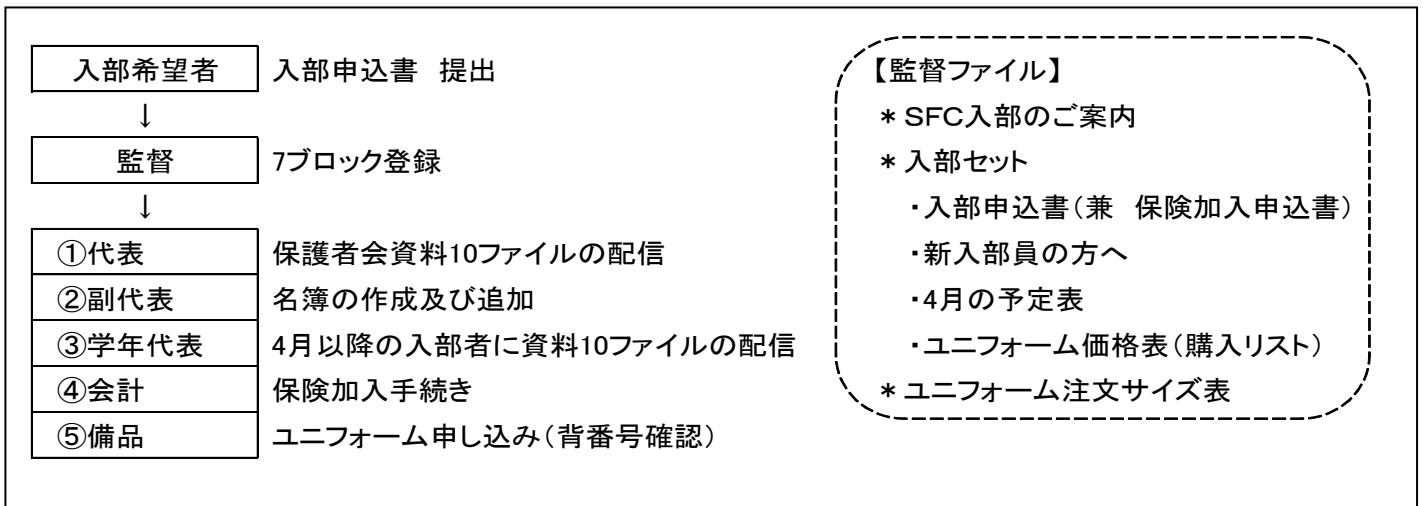 入部希望者 入部申込書 提出
↓
監督 7ブロック登録
↓
①代表 保護者会資料10ファイルの配信
②副代表 名簿の作成及び追加
③学年代表 4月以降の入部者に資料10ファイルの配信
④会計 保険加入手続き
⑤備品 ユニフォーム申し込み(背番号確認)
【監督ファイル】
*SFC入部のご案内
*入部セット
・入部申込書(兼 保険加入申込書)
・新入部員の方へ
・4月の予定表
・ユニフォーム価格表(購入リスト)
*ユニフォーム注文サイズ表